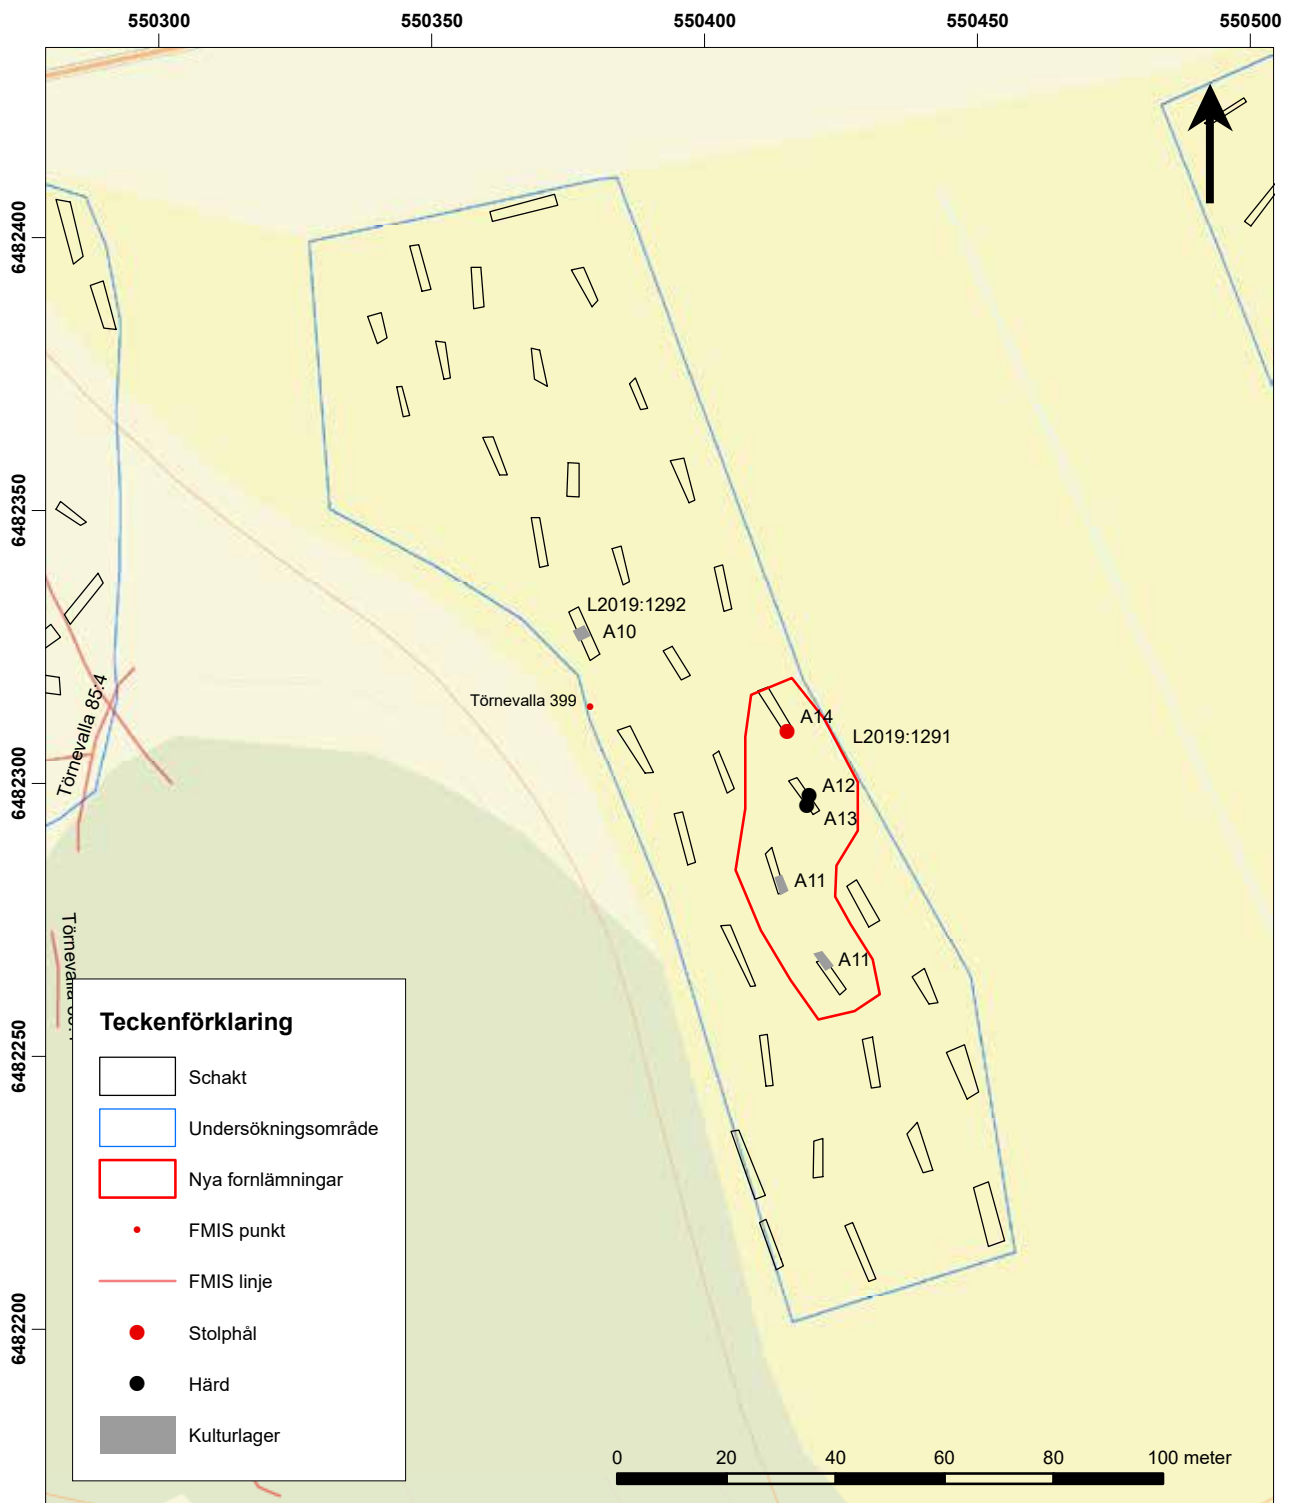 550300
550350
550400
550450
550500
6482400
6482350
6482300
6482250
6482200
L2019:1292
A10
Törnevalla 399
Törnevalla 85:4
A14
L2019:1291
A12
A13
A11
A11
Törnevalla
Teckenförklaring
Schakt
Undersökningsområde
Nya fornlämningar
FMIS punkt
FMIS linje
Stolphål
Härd
Kulturlager
0 20 40 60 80 100 meter